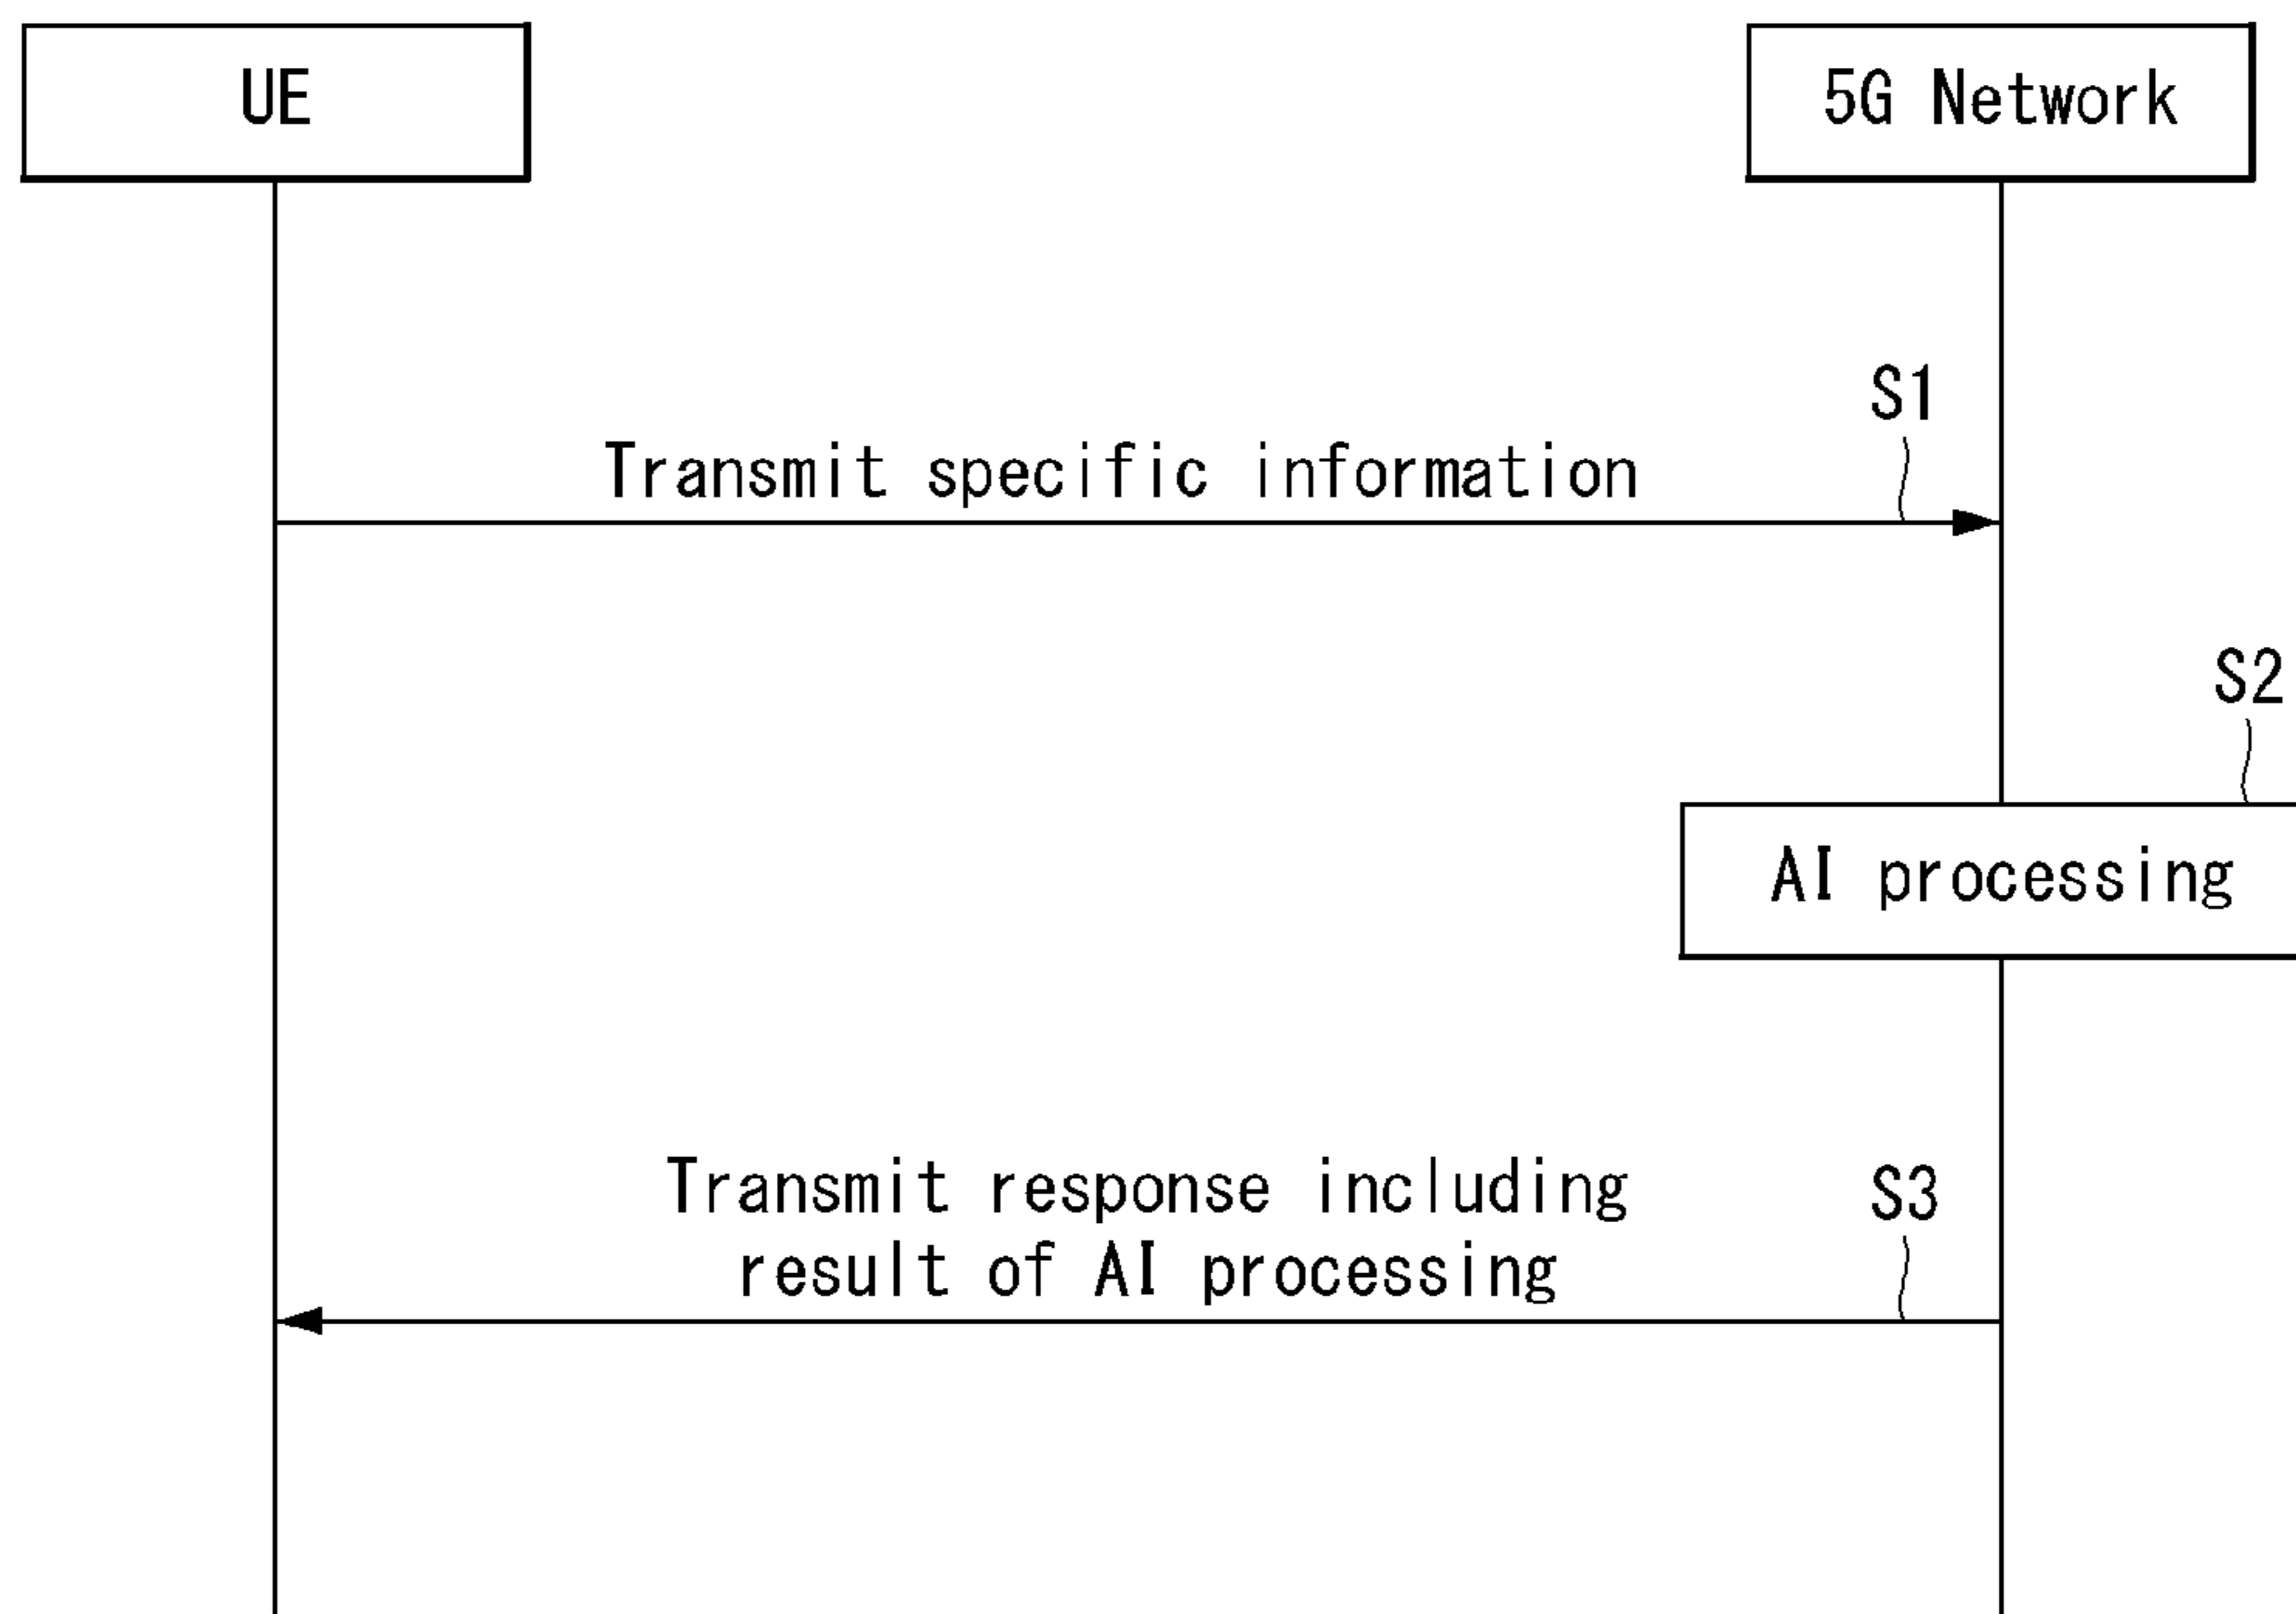 UE
5G Network
S1
Transmit specific information
S2
AI processing
Transmit response including
S3
result of AI processing